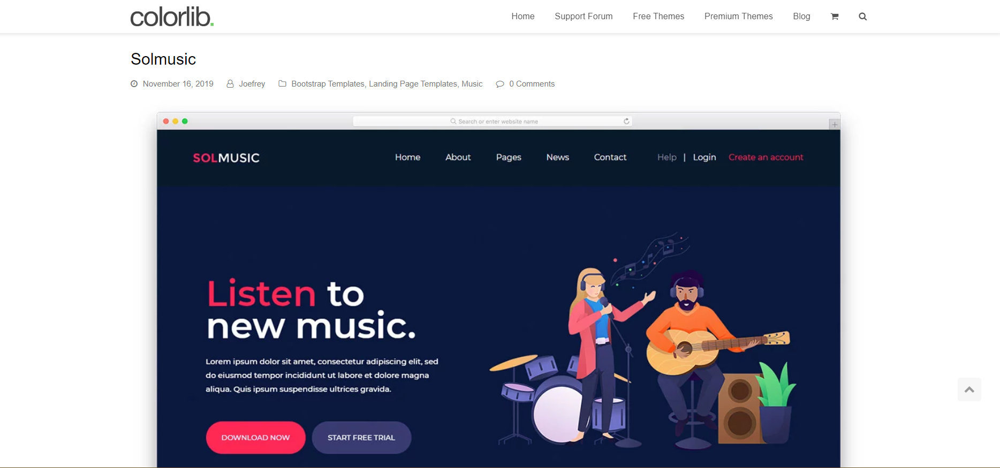 colorlib.
Home Support Forum Free Themes Premium Themes Blog
Solmusic
November 16, 2019 Joefrey Bootstrap Templates, Landing Page Templates, Music 0 Comments
Search or enter website name
SOLMUSIC Home About Pages News Contact Help | Login Create an account
Listen to
new music.
Lorem ipsum dolor sit amet, consectetur adipiscing elit, sed
do eiusmod tempor incididunt ut labore et dolore magna
aliqua. Quis ipsum suspendisse ultrices gravida.
DOWNLOAD NOW START FREE TRIAL